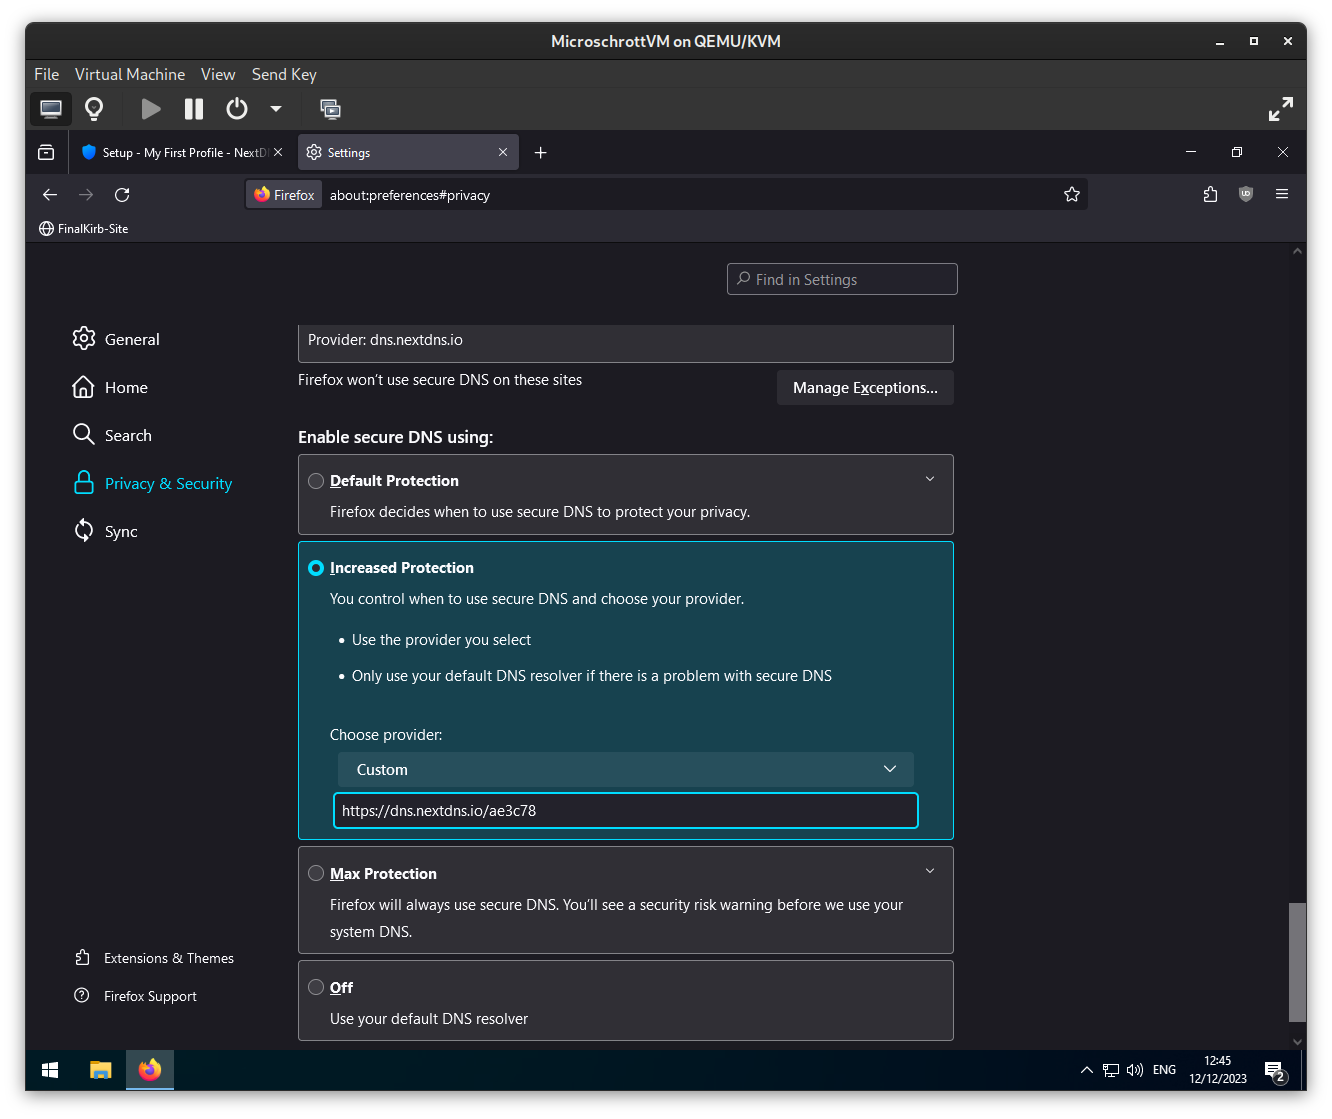 MicroschrottVM on QEMU/KVM
File Virtual Machine View Send Key
Setup - My First Profile - NextD
Settings
Firefox about:preferences#privacy
FinalKirb-Site
Find in Settings
General
Home
Search
Privacy & Security
Sync
Extensions & Themes
Firefox Support
Provider: dns.nextdns.io
Firefox won’t use secure DNS on these sites
Manage Exceptions...
Enable secure DNS using:
Default Protection
Firefox decides when to use secure DNS to protect your privacy.
Increased Protection
You control when to use secure DNS and choose your provider.
• Use the provider you select
• Only use your default DNS resolver if there is a problem with secure DNS
Choose provider:
Custom
https://dns.nextdns.io/ae3c78
Max Protection
Firefox will always use secure DNS. You’ll see a security risk warning before we use your
system DNS.
Off
Use your default DNS resolver
ENG
12:45
12/12/2023
2